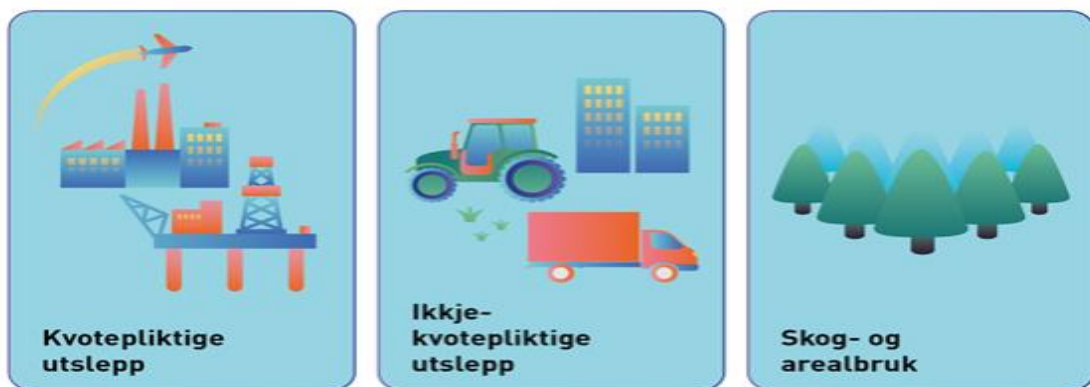 Kvotepliktige
utslepp
Ikkje-
kvotepliktige
utslepp
Skog- og
arealbruk